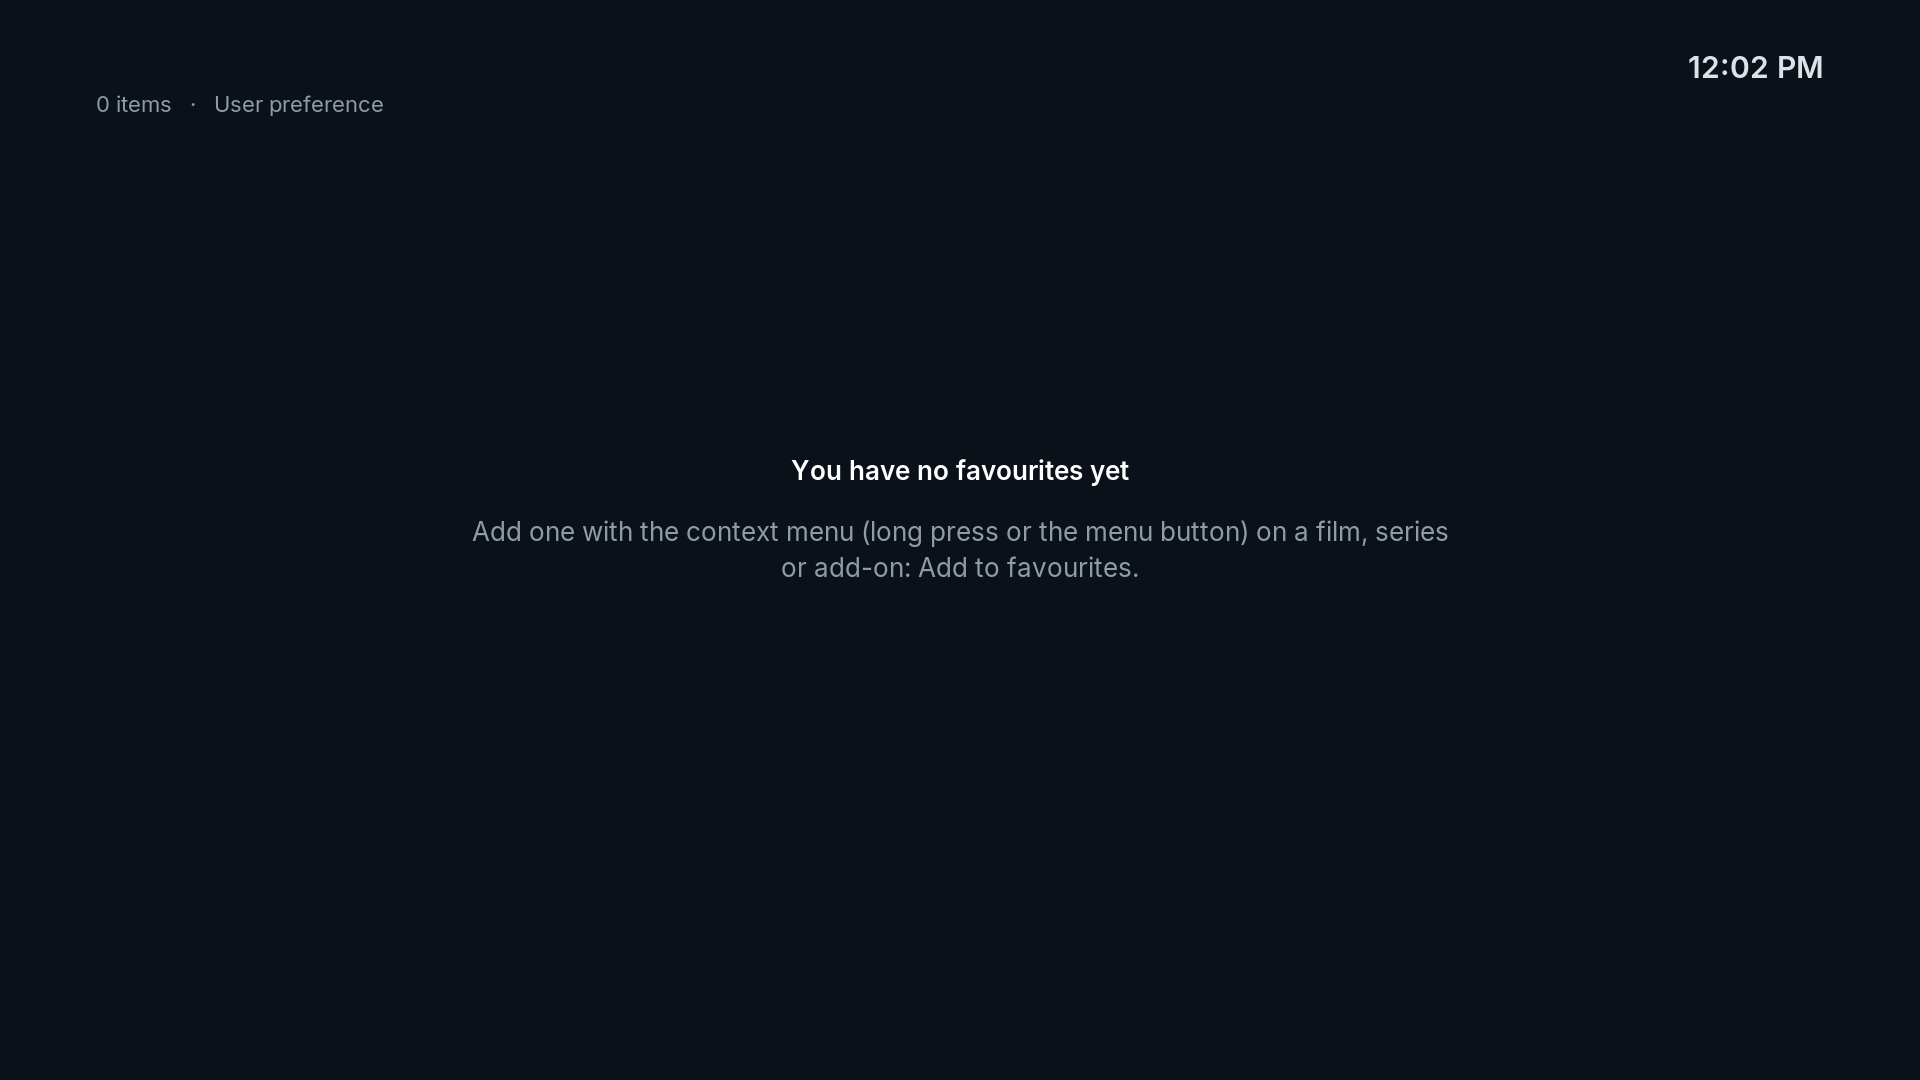 12:02 PM
0 items · User preference
You have no favourites yet
Add one with the context menu (long press or the menu button) on a film, series
or add-on: Add to favourites.